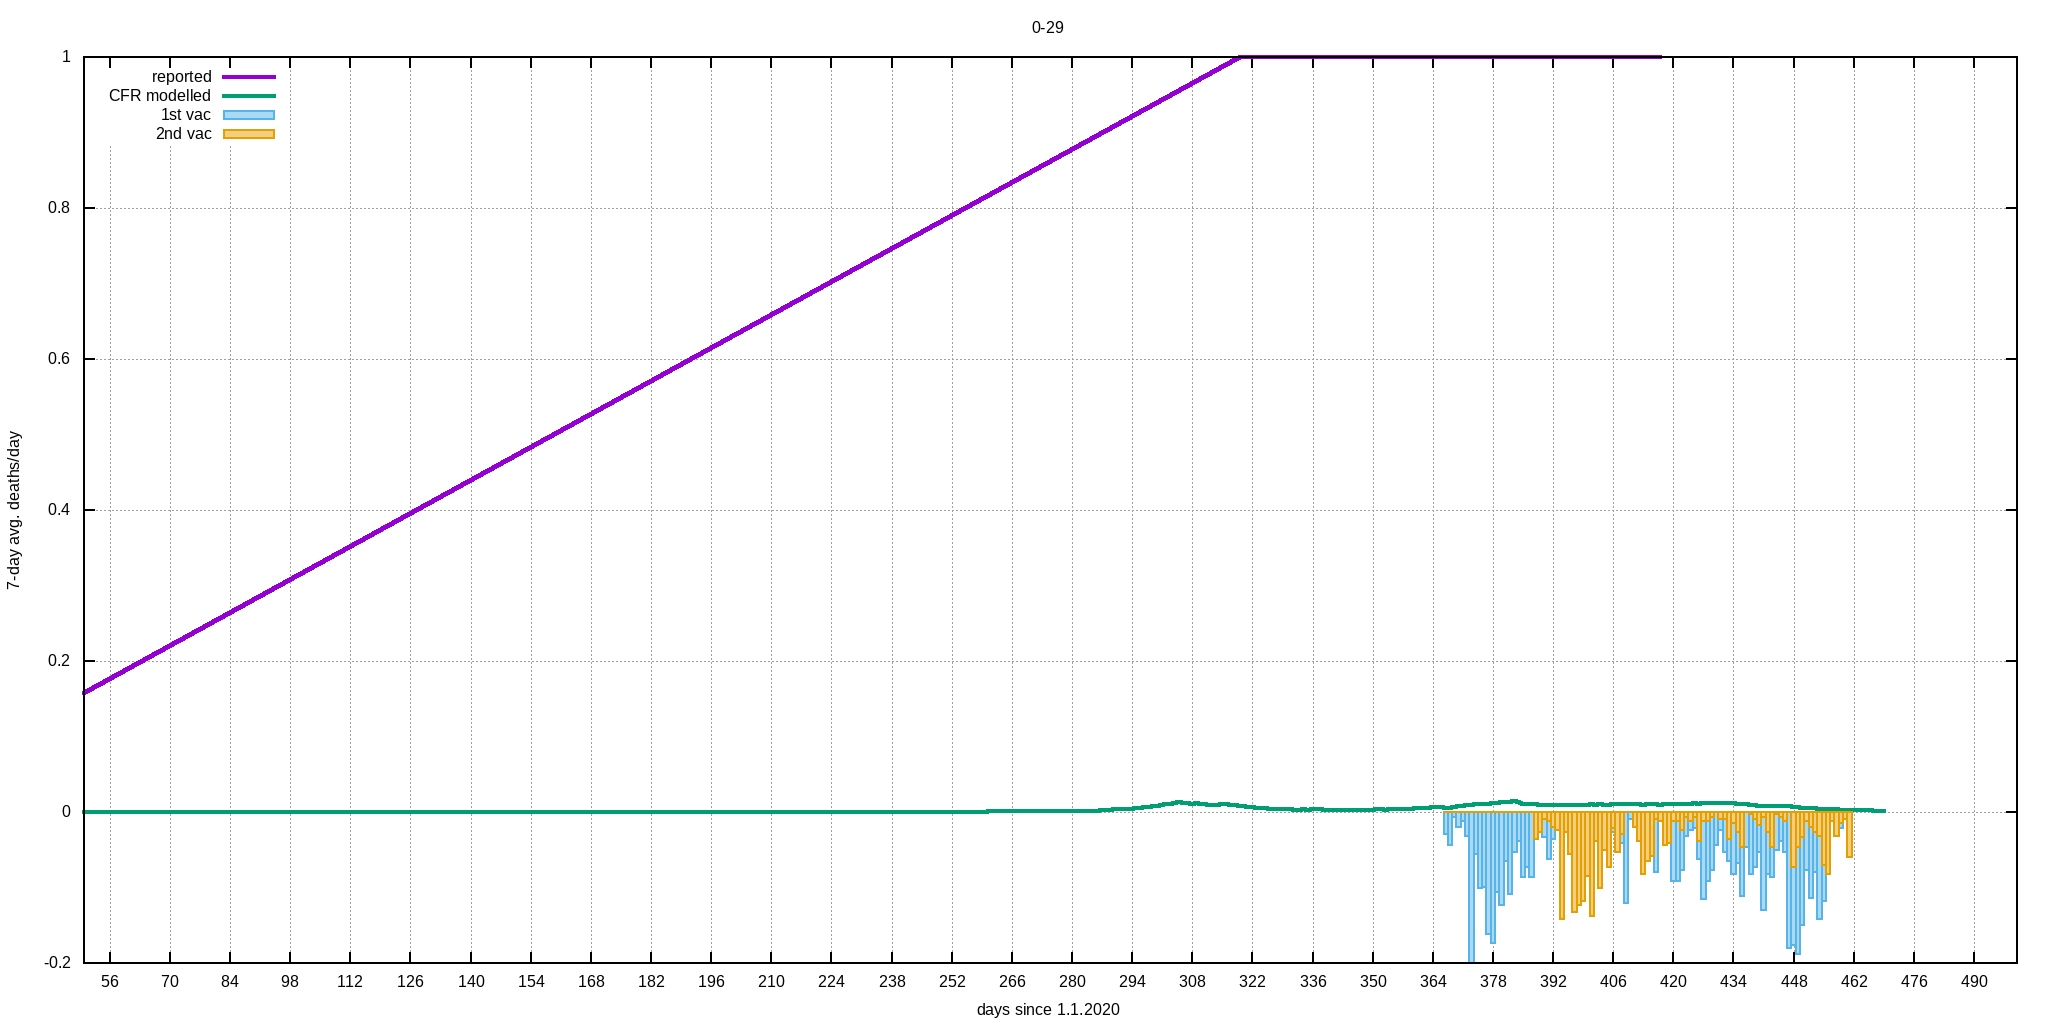 0-29
1
0.8
0.6
0.4
0.2
0
-0.2
reported
CFR modelled
1st vac
2nd vac
7-day avg. deaths/day
56 70 84 98 112 126 140 154 168 182 196 210 224 238 252 266 280 294 308 322 336 350 364 378 392 406 420 434 448 462 476 490
days since 1.1.2020